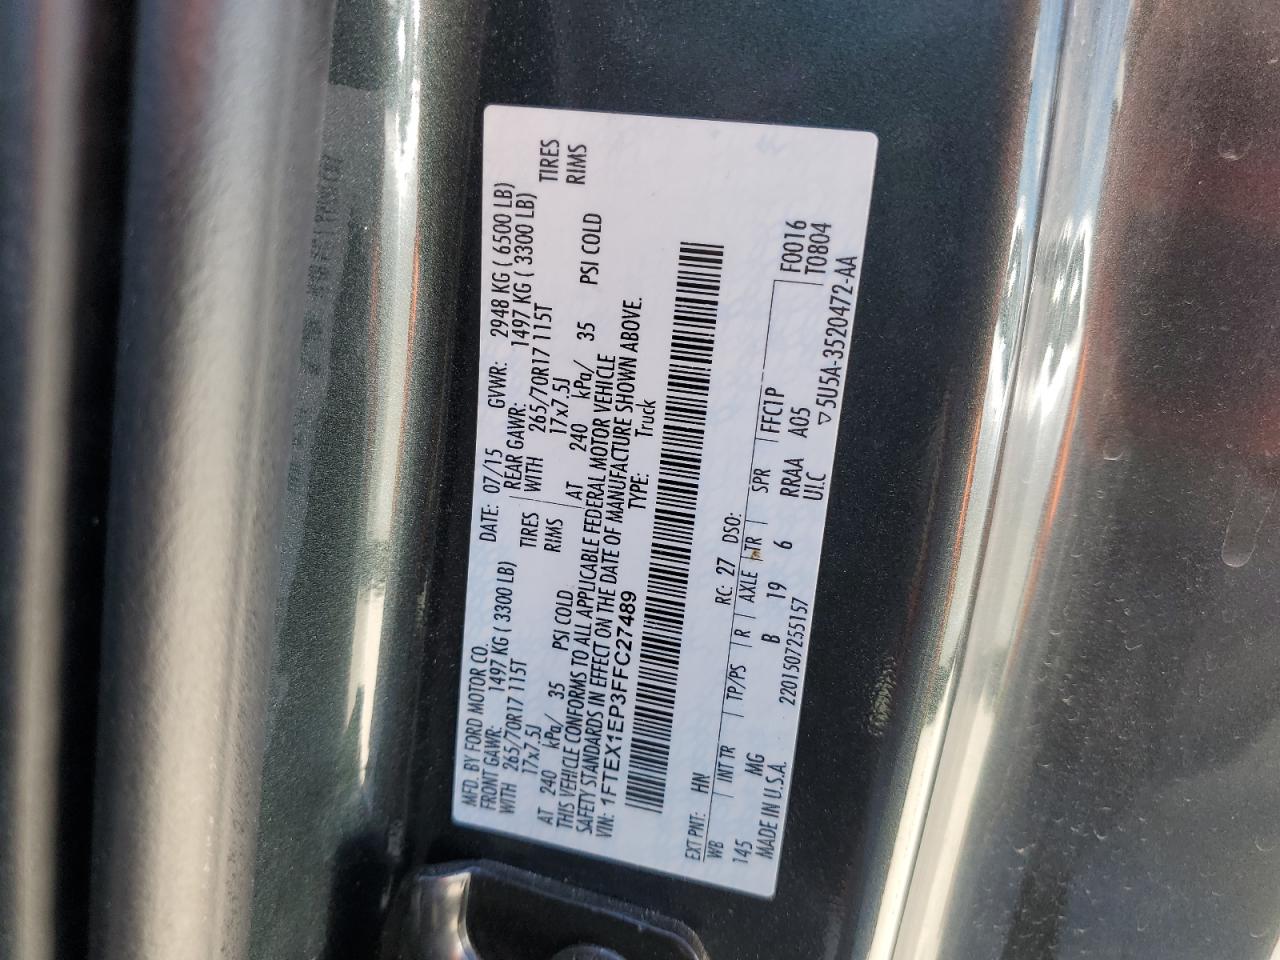 MFD. BY FORD MOTOR CO.
DATE: 07/15 GVWR: 2948 KG ( 6500 LB)
FRONT GAWR: 1497 KG ( 3300 LB) REAR GAWR: 1497 KG ( 3300 LB)
WITH 265/70R17 115T TIRES WITH 265/70R17 115T TIRES
17x7.5J RIMS 17x7.5J RIMS
AT 240 kPa/ 35 PSI COLD AT 240 kPa/ 35 PSI COLD
THIS VEHICLE CONFORMS TO ALL APPLICABLE FEDERAL MOTOR VEHICLE
SAFETY STANDARDS IN EFFECT ON THE DATE OF MANUFACTURE SHOWN ABOVE.
VIN: 1FTEX1EP3FFC27489 TYPE: Truck
EXT PNT: HN RC: 27 DSO: F0016
WB INT TR TP/PS R AXLE TR SPR FFC1P T0804
145 MG B 19 6 RRAA A05
MADE IN U.S.A. 2201507255157 UIC ▽5U5A-3520472-AA